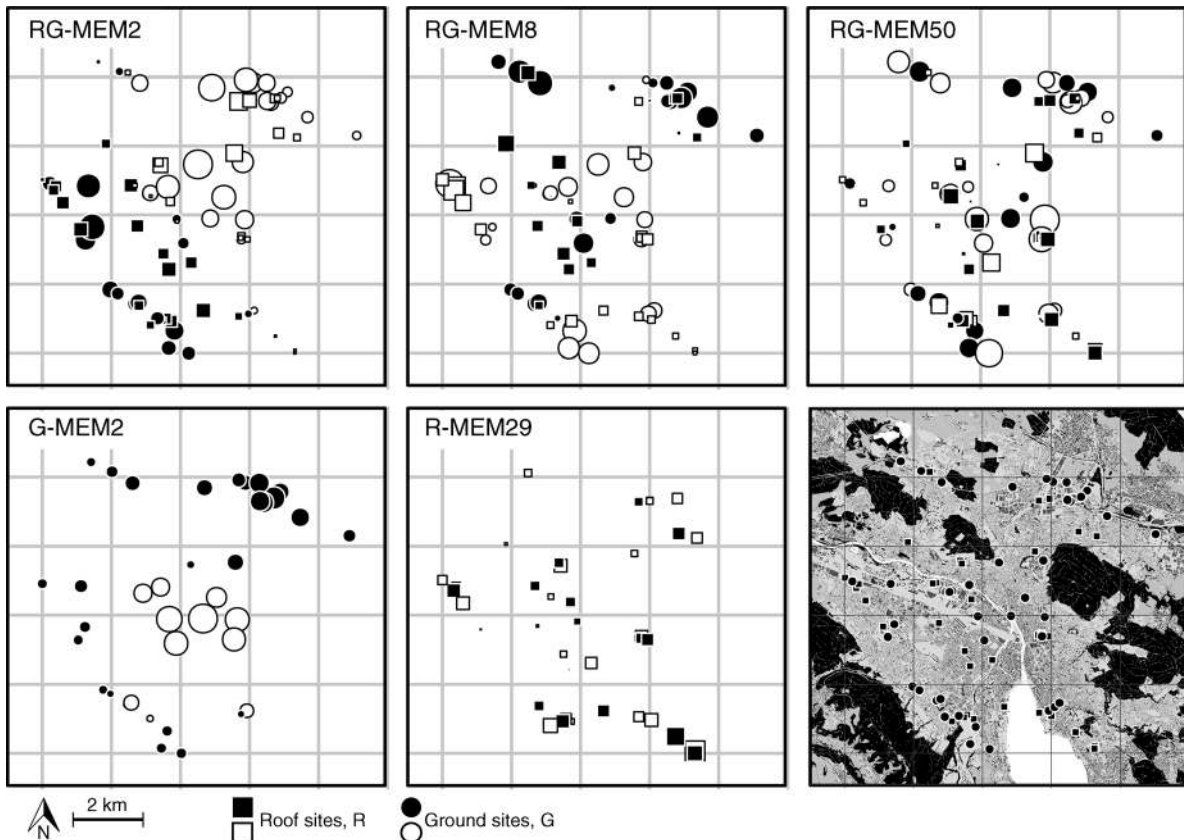 RG-MEM2
RG-MEM8
RG-MEM50
G-MEM2
R-MEM29
N
2 km
Roof sites, R
Ground sites, G